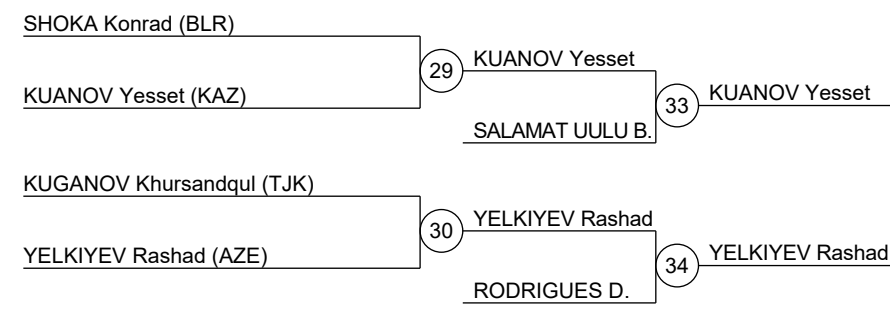 SHOKA Konrad (BLR)
29
KUANOV Yesset
KUANOV Yesset (KAZ)
33
KUANOV Yesset
SALAMAT UULU B.
KUGANOV Khursandqul (TJK)
30
YELKIYEV Rashad
YELKIYEV Rashad (AZE)
34
YELKIYEV Rashad
RODRIGUES D.